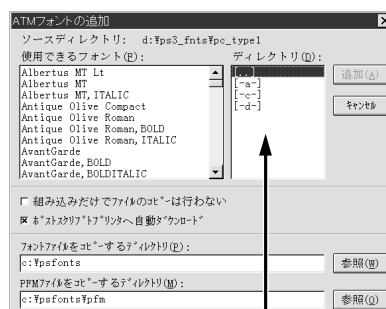 ATMフォントの追加
ソースディレクトリ: d:¥ps3_fnts¥pc_type1
使用できるフォント(F):
ディレクトリ(D):
Albertus MT Lt
Albertus MT
Albertus MT,ITALIC
Antique Olive Compact
Antique Olive Roman
Antique Olive Roman,BOLD
Antique Olive Roman,ITALIC
AvantGarde
AvantGarde,BOLD
AvantGarde,BOLDITALIC
[..]
[-a-]
[-c-]
[-d-]
追加(A)
キャンセル
組み込みだけでファイルのコピーは行わない
ポストスクリプトプリンタへ自動ダウンロード
フォントファイルをコピーするディレクトリ(P):
c:¥psfonts
参照(W)
PFMファイルをコピーするディレクトリ(M):
c:¥psfonts¥pfm
参照(O)